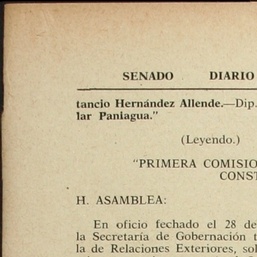 SENADO DIARIO
tancio Hernández Allende.—Dip.
lar Paniagua."
(Leyendo.)
"PRIMERA COMISIO
CONST
H. ASAMBLEA:
En oficio fechado el 28 de
la Secretaría de Gobernación t
la de Relaciones Exteriores, sol